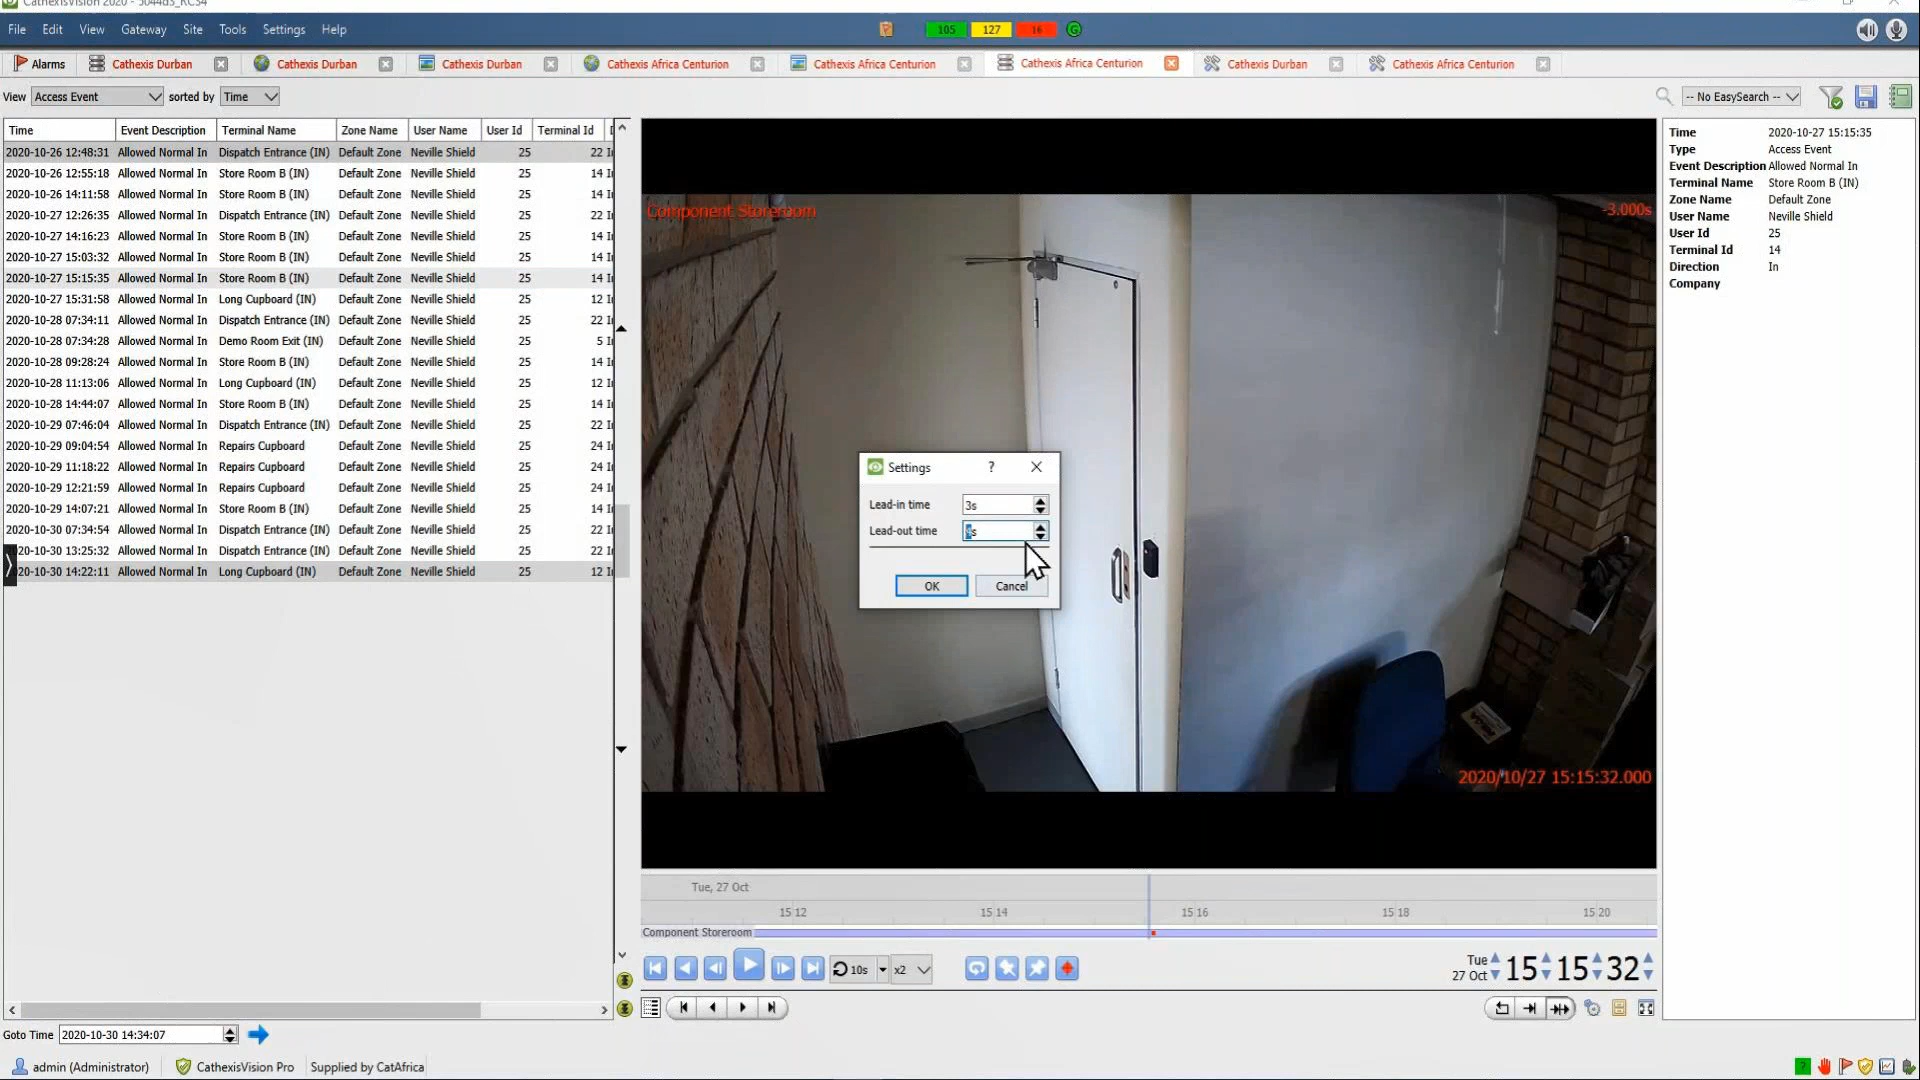 CathexisVision 2020 - 5044d3_RC34
File Edit View Gateway Site Tools Settings Help
105 127 16
Alarms Cathexis Durban Cathexis Durban Cathexis Durban Cathexis Africa Centurion Cathexis Africa Centurion Cathexis Africa Centurion Cathexis Durban Cathexis Africa Centurion
View Access Event sorted by Time -- No EasySearch --
Time Event Description Terminal Name Zone Name User Name User Id Terminal Id
2020-10-26 12:48:31 Allowed Normal In Dispatch Entrance (IN) Default Zone Neville Shield 25 22
2020-10-26 12:55:18 Allowed Normal In Store Room B (IN) Default Zone Neville Shield 25 14
2020-10-26 14:11:58 Allowed Normal In Store Room B (IN) Default Zone Neville Shield 25 14
2020-10-27 12:26:35 Allowed Normal In Dispatch Entrance (IN) Default Zone Neville Shield 25 22
2020-10-27 14:16:23 Allowed Normal In Store Room B (IN) Default Zone Neville Shield 25 14
2020-10-27 15:03:32 Allowed Normal In Store Room B (IN) Default Zone Neville Shield 25 14
2020-10-27 15:15:35 Allowed Normal In Store Room B (IN) Default Zone Neville Shield 25 14
2020-10-27 15:31:58 Allowed Normal In Long Cupboard (IN) Default Zone Neville Shield 25 12
2020-10-28 07:34:11 Allowed Normal In Dispatch Entrance (IN) Default Zone Neville Shield 25 22
2020-10-28 07:34:28 Allowed Normal In Demo Room Exit (IN) Default Zone Neville Shield 25 5
2020-10-28 09:28:24 Allowed Normal In Store Room B (IN) Default Zone Neville Shield 25 14
2020-10-28 11:13:06 Allowed Normal In Long Cupboard (IN) Default Zone Neville Shield 25 12
2020-10-28 14:44:07 Allowed Normal In Store Room B (IN) Default Zone Neville Shield 25 14
2020-10-29 07:46:04 Allowed Normal In Dispatch Entrance (IN) Default Zone Neville Shield 25 22
2020-10-29 09:04:54 Allowed Normal In Repairs Cupboard Default Zone Neville Shield 25 24
2020-10-29 11:18:22 Allowed Normal In Repairs Cupboard Default Zone Neville Shield 25 24
2020-10-29 12:21:59 Allowed Normal In Repairs Cupboard Default Zone Neville Shield 25 24
2020-10-29 14:07:21 Allowed Normal In Store Room B (IN) Default Zone Neville Shield 25 14
2020-10-30 07:34:54 Allowed Normal In Dispatch Entrance (IN) Default Zone Neville Shield 25 22
20-10-30 13:25:32 Allowed Normal In Dispatch Entrance (IN) Default Zone Neville Shield 25 22
20-10-30 14:22:11 Allowed Normal In Long Cupboard (IN) Default Zone Neville Shield 25 12
Component Storeroom -3.000s
Settings ?
Lead-in time 3s
Lead-out time
OK Cancel
2020/10/27 15:15:32.000
Time 2020-10-27 15:15:35
Type Access Event
Event Description Allowed Normal In
Terminal Name Store Room B (IN)
Zone Name Default Zone
User Name Neville Shield
User Id 25
Terminal Id 14
Direction In
Company
Tue, 27 Oct
15:12 15:14 15:16 15:18 15:20
Component Storeroom
10s x2
Tue 27 Oct 15 15 32
Goto Time 2020-10-30 14:34:07
admin (Administrator) CathexisVision Pro Supplied by CatAfrica